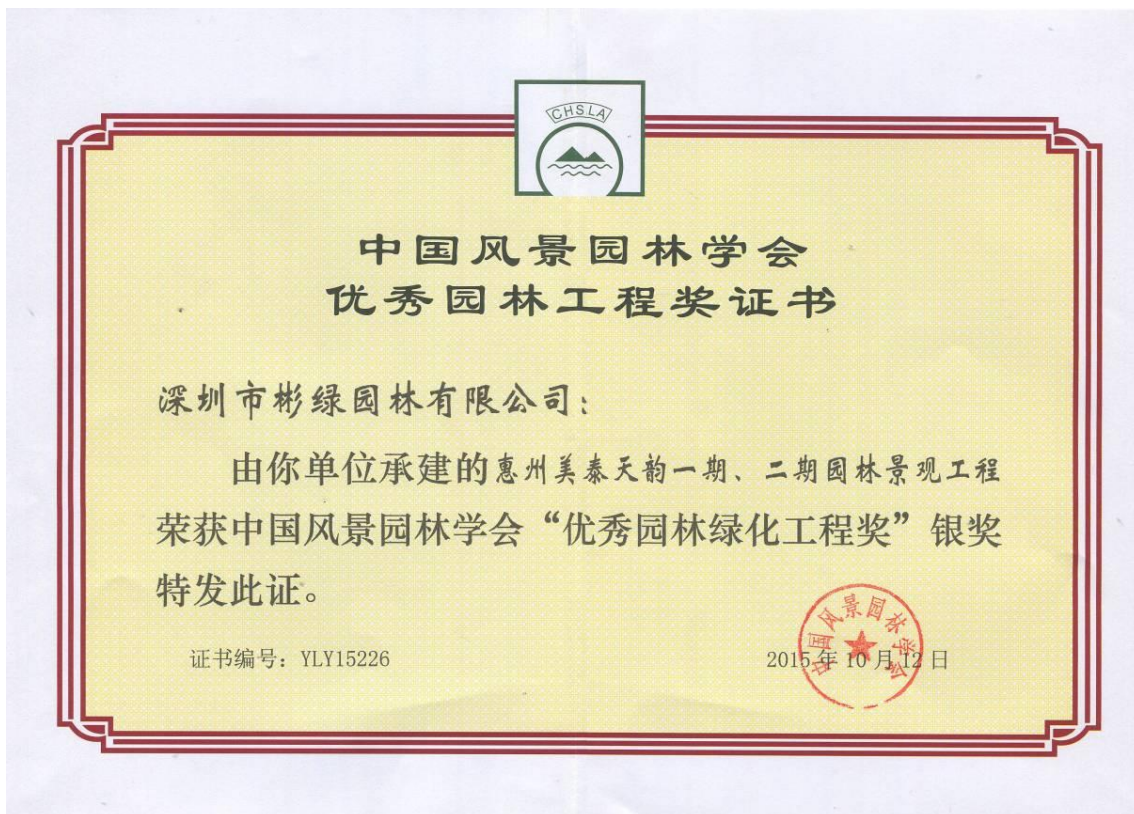 CHSLA
中国风景园林学会
优秀园林工程奖证书
深圳市彬绿园林有限公司：
由你单位承建的惠州美泰天韵一期、二期园林景观工程
荣获中国风景园林学会“优秀园林绿化工程奖”银奖
特发此证。
中国风景园林学会
证书编号：YLY15226
2015年10月12日